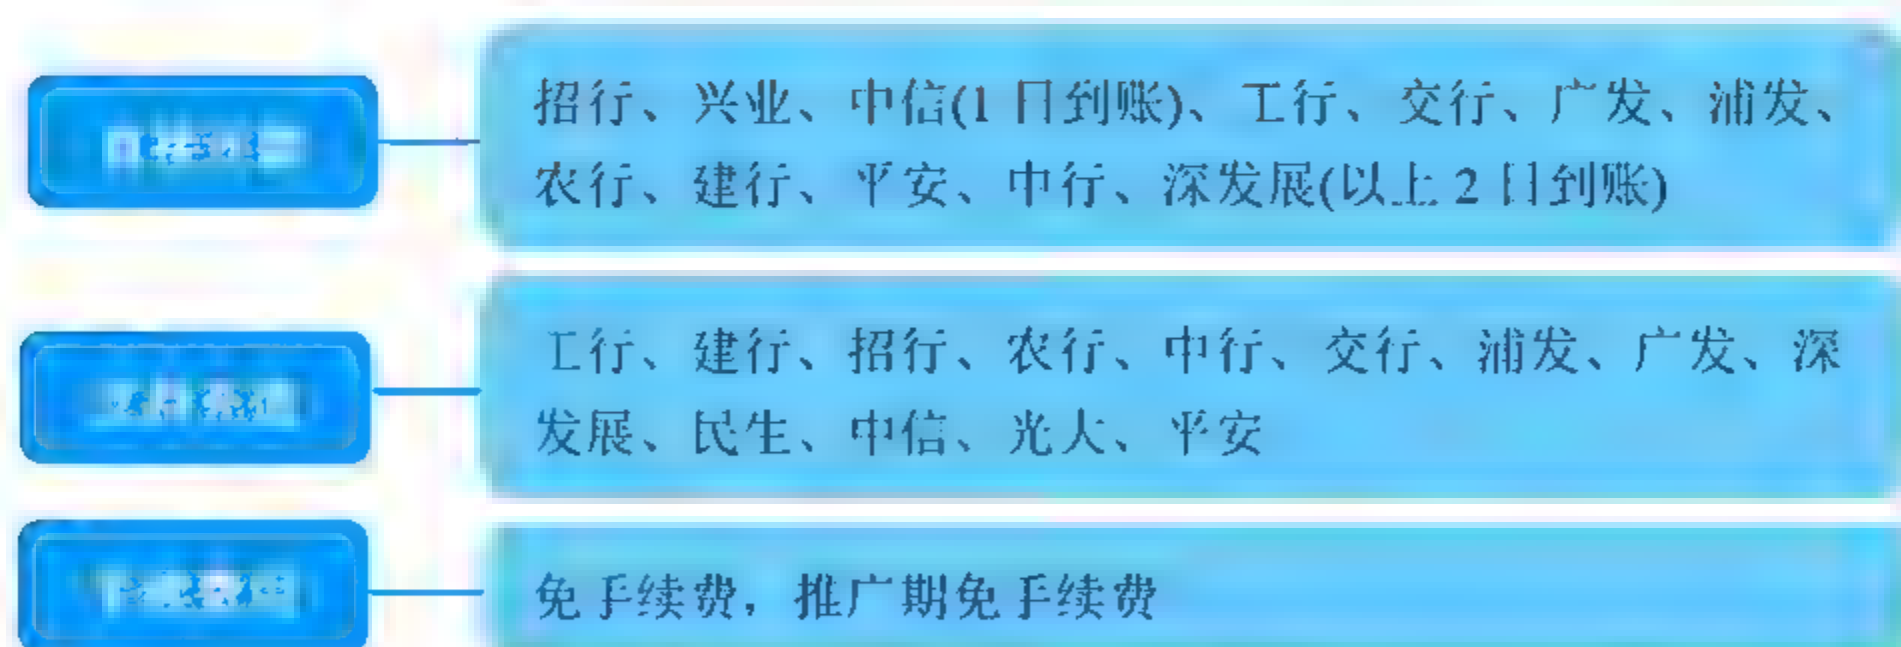 招行、兴业、中信(1 日到账)、工行、交行、广发、浦发、
农行、建行、平安、中行、深发展(以上 2 日到账)
工行、建行、招行、农行、中行、交行、浦发、广发、深
发展、民生、中信、光大、平安
免手续费，推广期免手续费